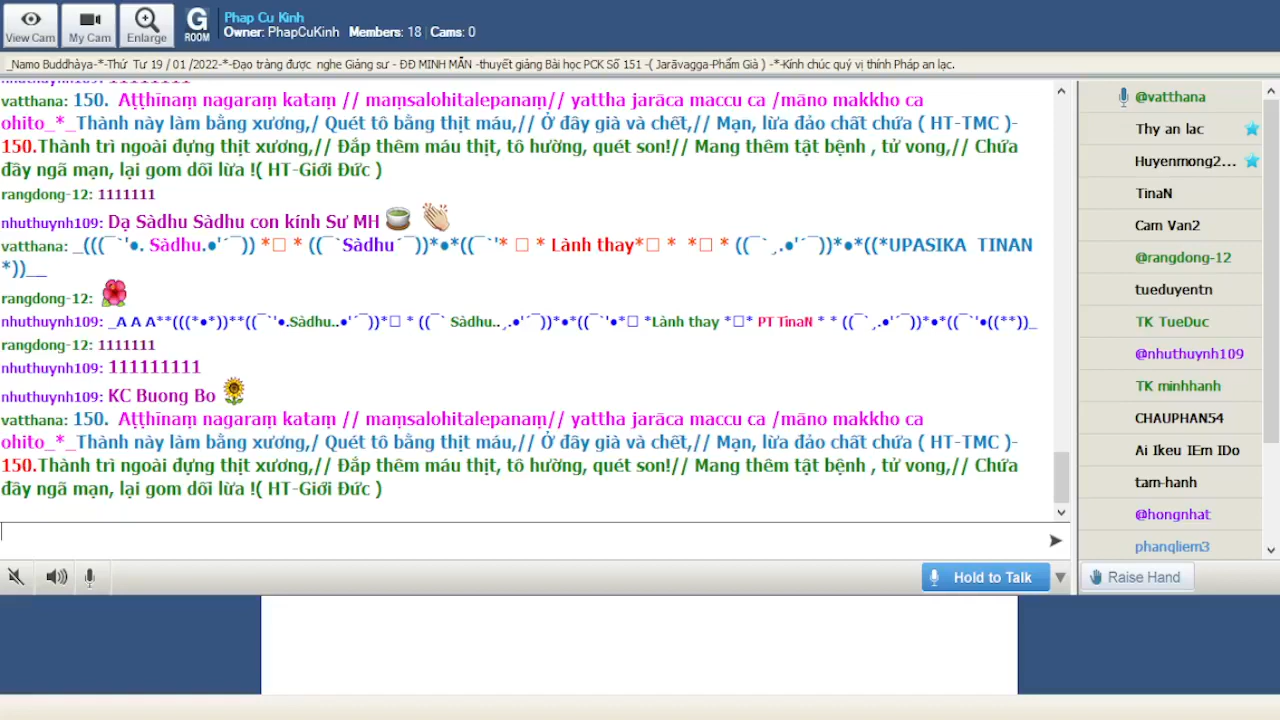 View Cam
My Cam
Enlarge
G ROOM
Phap Cu Kinh
Owner: PhapCuKinh Members: 18 Cams: 0
_Namo Buddhàya-*-Thứ Tư 19 / 01 /2022-*-Đạo tràng được nghe Giảng sư - ĐĐ MINH MẪN -thuyết giảng Bài học PCK Số 151 -( Jarāvagga-Phẩm Già ) -*-Kính chúc quý vị thính Pháp an lạc.
vatthana: 150. Aṭṭhīnaṃ nagaraṃ kataṃ // maṃsalohitalepanaṃ// yattha jarāca maccu ca /māno makkho ca
ohito_*_Thành này làm bằng xương,/ Quét tô bằng thịt máu,// Ở đây già và chết,// Mạn, lừa đảo chất chứa ( HT-TMC )-
150.Thành trì ngoài đựng thịt xương,// Đắp thêm máu thịt, tô hường, quét son!// Mang thêm tật bệnh , tử vong,// Chứa
đầy ngã mạn, lại gom dối lừa !( HT-Giới Đức )
rangdong-12: 1111111
nhuthuynh109: Dạ Sàdhu Sàdhu con kính Sư MH
vatthana: _(((¯`'●. Sàdhu.●'´¯)) *□ * ((¯`Sàdhu´¯))*●*((¯`'* □ * Lành thay*□ * *□ * ((¯`¸.●'´¯))*●*((*UPASIKA TINAN
*))__
rangdong-12:
nhuthuynh109: _A A A**(((*●*))**((¯`'●.Sàdhu..●'´¯))*□ * ((¯` Sàdhu..¸.●'´¯))*●*((¯`'●*□ *Lành thay *□* PT TinaN * * ((¯`¸.●'´¯))*●*((¯`'●((**))_
rangdong-12: 1111111
nhuthuynh109: 111111111
nhuthuynh109: KC Buong Bo
vatthana: 150. Aṭṭhīnaṃ nagaraṃ kataṃ // maṃsalohitalepanaṃ// yattha jarāca maccu ca /māno makkho ca
ohito_*_Thành này làm bằng xương,/ Quét tô bằng thịt máu,// Ở đây già và chết,// Mạn, lừa đảo chất chứa ( HT-TMC )-
150.Thành trì ngoài đựng thịt xương,// Đắp thêm máu thịt, tô hường, quét son!// Mang thêm tật bệnh , tử vong,// Chứa
đầy ngã mạn, lại gom dối lừa !( HT-Giới Đức )
@vatthana
Thy an lac
Huyenmong2...
TinaN
Cam Van2
@rangdong-12
tueduyentn
TK TueDuc
@nhuthuynh109
TK minhhanh
CHAUPHAN54
Ai Ikeu IEm IDo
tam-hanh
@hongnhat
phanqliem3
Hold to Talk
Raise Hand